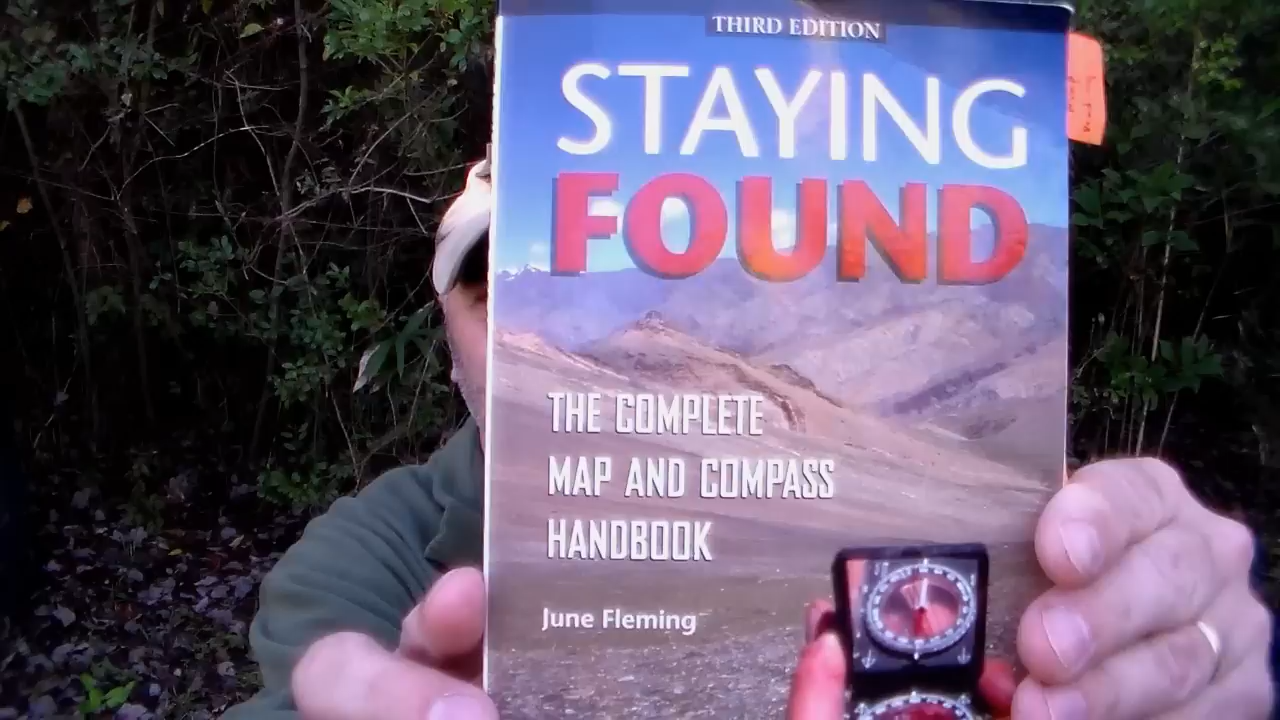 THIRD EDITION
STAYING
FOUND
THE COMPLETE
MAP AND COMPASS
HANDBOOK
June Fleming